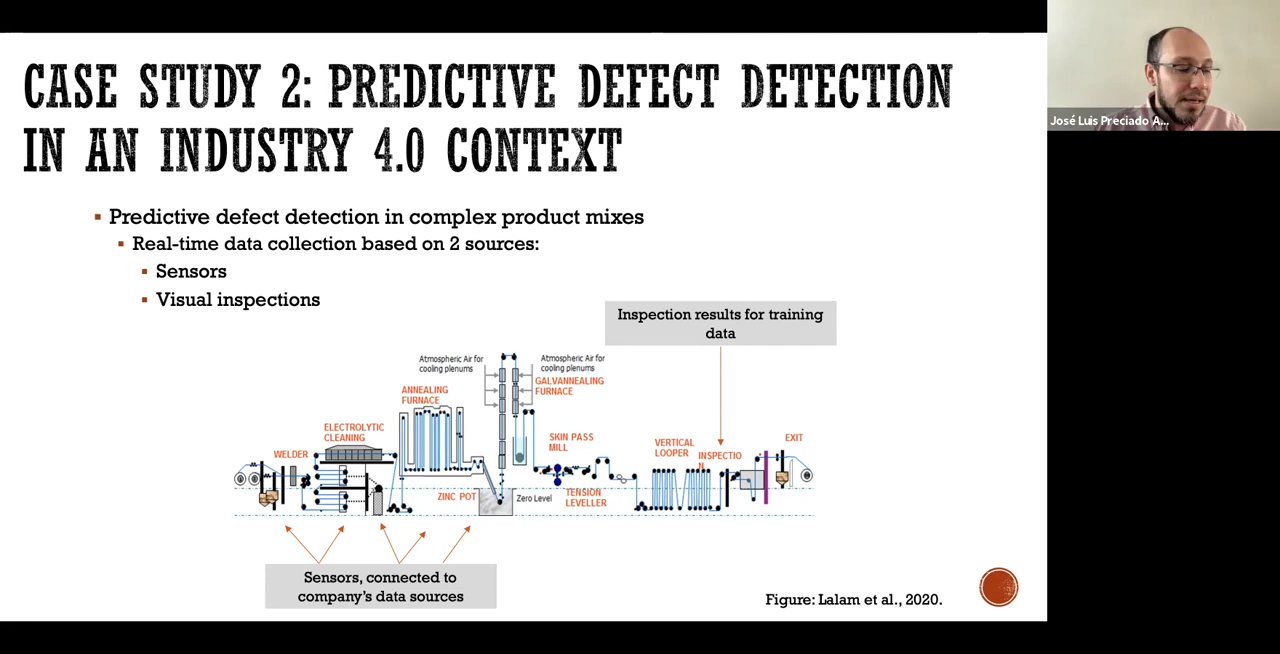 CASE STUDY 2: PREDICTIVE DEFECT DETECTION
IN AN INDUSTRY 4.0 CONTEXT
José Luis Preciado A...
▪ Predictive defect detection in complex product mixes
▪ Real-time data collection based on 2 sources:
▪ Sensors
▪ Visual inspections
Inspection results for training
data
Atmospheric Air for
cooling plenums
Atmospheric Air for
cooling plenums
GALVANNEALING
FURNACE
ANNEALING
FURNACE
ELECTROLYTIC
CLEANING
WELDER
SKIN PASS
MILL
VERTICAL
LOOPER
INSPECTIO
N
EXIT
ZINC POT
Zero Level
TENSION
LEVELLER
Sensors, connected to
company's data sources
Figure: Lalam et al., 2020.